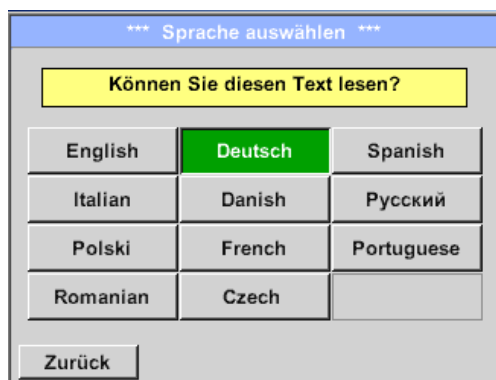 *** Sprache auswählen ***
Können Sie diesen Text lesen?
English Deutsch Spanish
Italian Danish Русский
Polski French Portuguese
Romanian Czech
Zurück